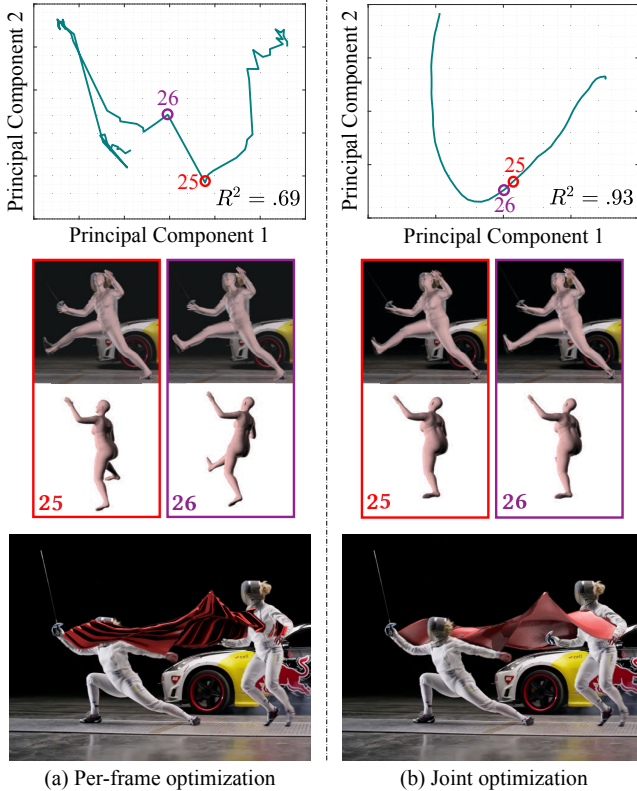 Principal Component 2
26
25
R² = .69
Principal Component 1
25
26
(a) Per-frame optimization
Principal Component 2
25
26
R² = .93
Principal Component 1
25
26
(b) Joint optimization